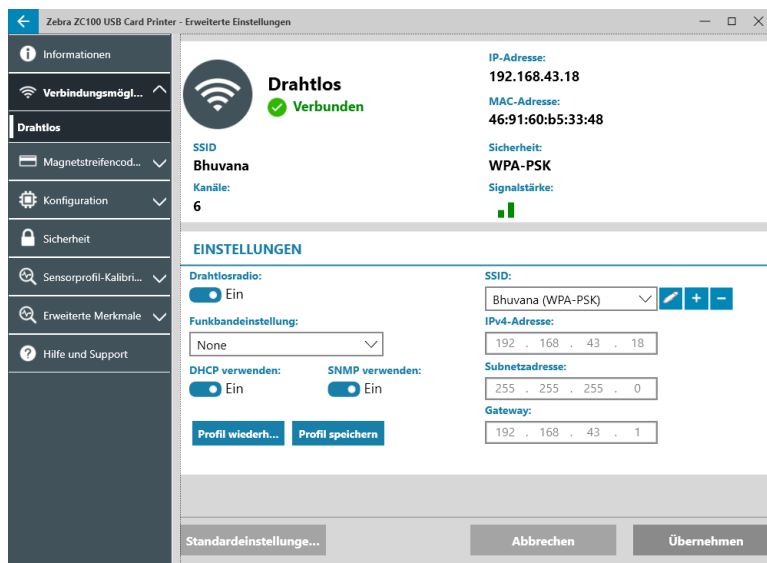 Zebra ZC100 USB Card Printer - Erweiterte Einstellungen
Informationen
Verbindungsmögl...
Drahtlos
Magnetstreifencod...
Konfiguration
Sicherheit
Sensorprofil-Kalibri...
Erweiterte Merkmale
Hilfe und Support
Drahtlos
Verbunden
IP-Adresse:
192.168.43.18
MAC-Adresse:
46:91:60:b5:33:48
SSID
Bhuvana
Sicherheit:
WPA-PSK
Kanäle:
6
Signalstärke:
EINSTELLUNGEN
Drahtlosradio:
Ein
SSID:
Bhuvana (WPA-PSK)
Funkbandeinstellung:
None
IPv4-Adresse:
192 . 168 . 43 . 18
DHCP verwenden:
Ein
SNMP verwenden:
Ein
Subnetzadresse:
255 . 255 . 255 . 0
Gateway:
192 . 168 . 43 . 1
Profil wiederh...
Profil speichern
Standardeinstellunge...
Abbrechen
Übernehmen